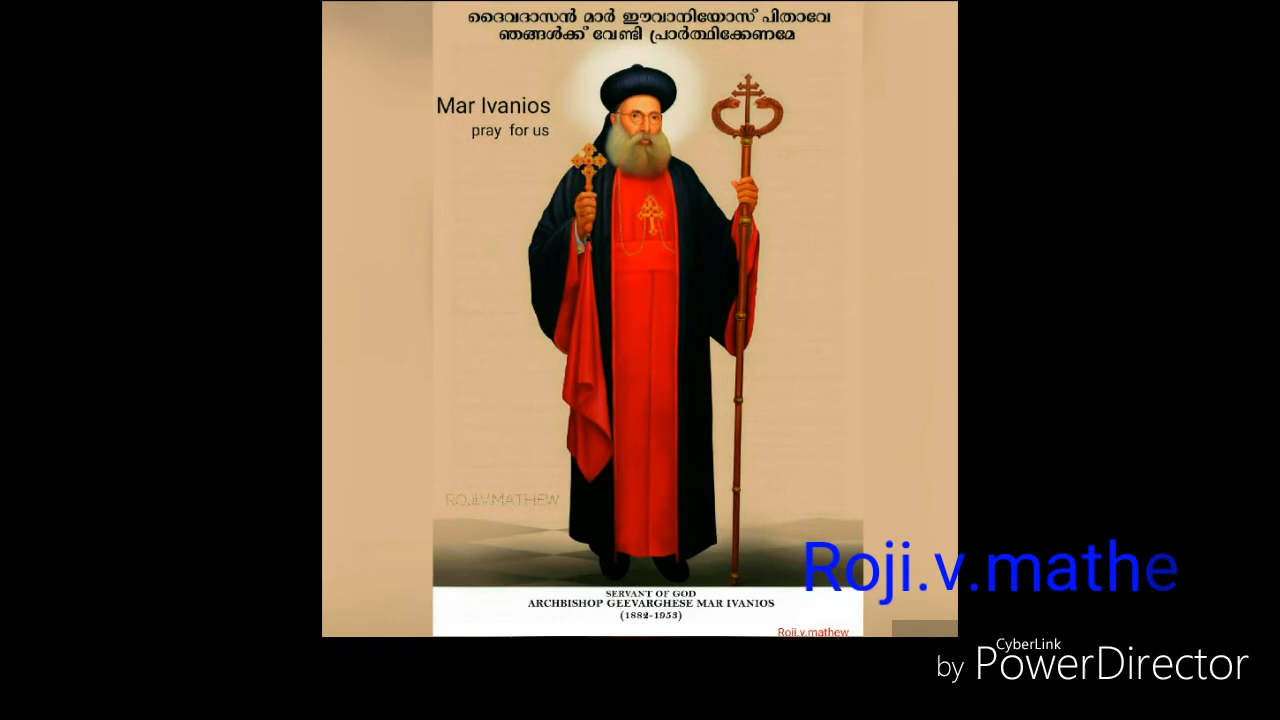 ദൈവദാസൻ മാർ ഈവാനിയോസ് പിതാവേ
ഞങ്ങൾക്ക് വേണ്ടി പ്രാർത്ഥിക്കേണമേ
Mar Ivanios
pray for us
ROJI.V.MATHEW
SERVANT OF GOD
ARCHBISHOP GEEVARGHESE MAR IVANIOS
(1882-1953)
Roji.v.mathew
Roji.v.mathe
by CyberLink PowerDirector